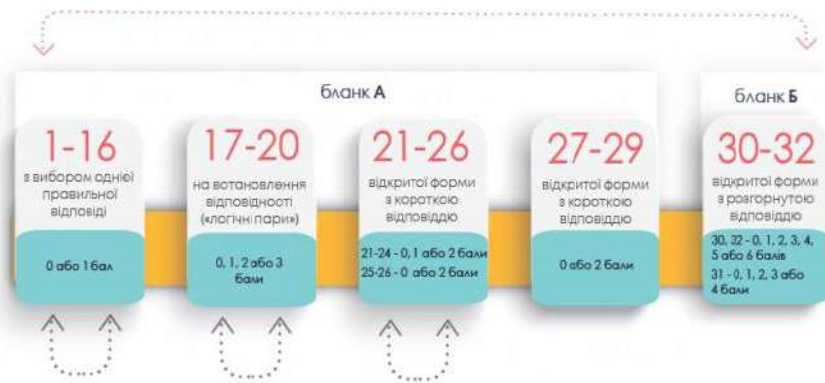 бланк А
бланк Б
1-16
з вибором однієї
правильної
відповіді
0 або 1 бал
17-20
на встановлення
відповідності
(«логічні пари»)
0, 1, 2 або 3
бали
21-26
відкритої форми
з короткою
відповіддю
21-24 - 0, 1 або 2 бали
25-26 - 0 або 2 бали
27-29
відкритої форми
з короткою
відповіддю
0 або 2 бали
30-32
відкритої форми
з розгорнутою
відповіддю
30, 32 - 0, 1, 2, 3, 4,
5 або 6 балів
31 - 0, 1, 2, 3 або
4 бали